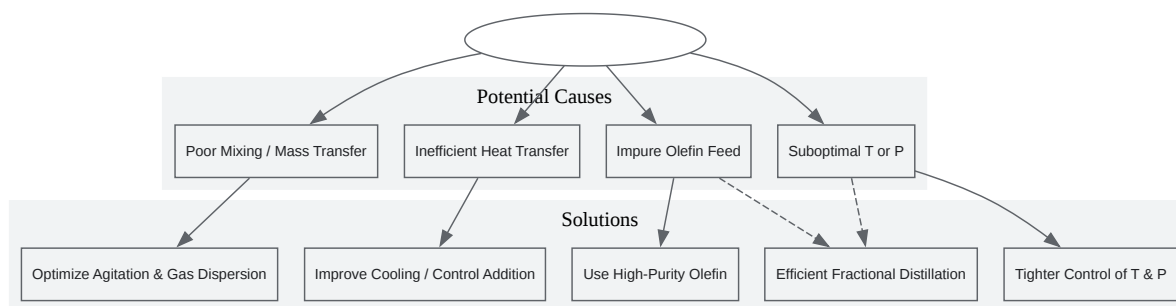 Potential Causes
Poor Mixing / Mass Transfer
Inefficient Heat Transfer
Impure Olefin Feed
Suboptimal T or P
Solutions
Optimize Agitation & Gas Dispersion
Improve Cooling / Control Addition
Use High-Purity Olefin
Efficient Fractional Distillation
Tighter Control of T & P